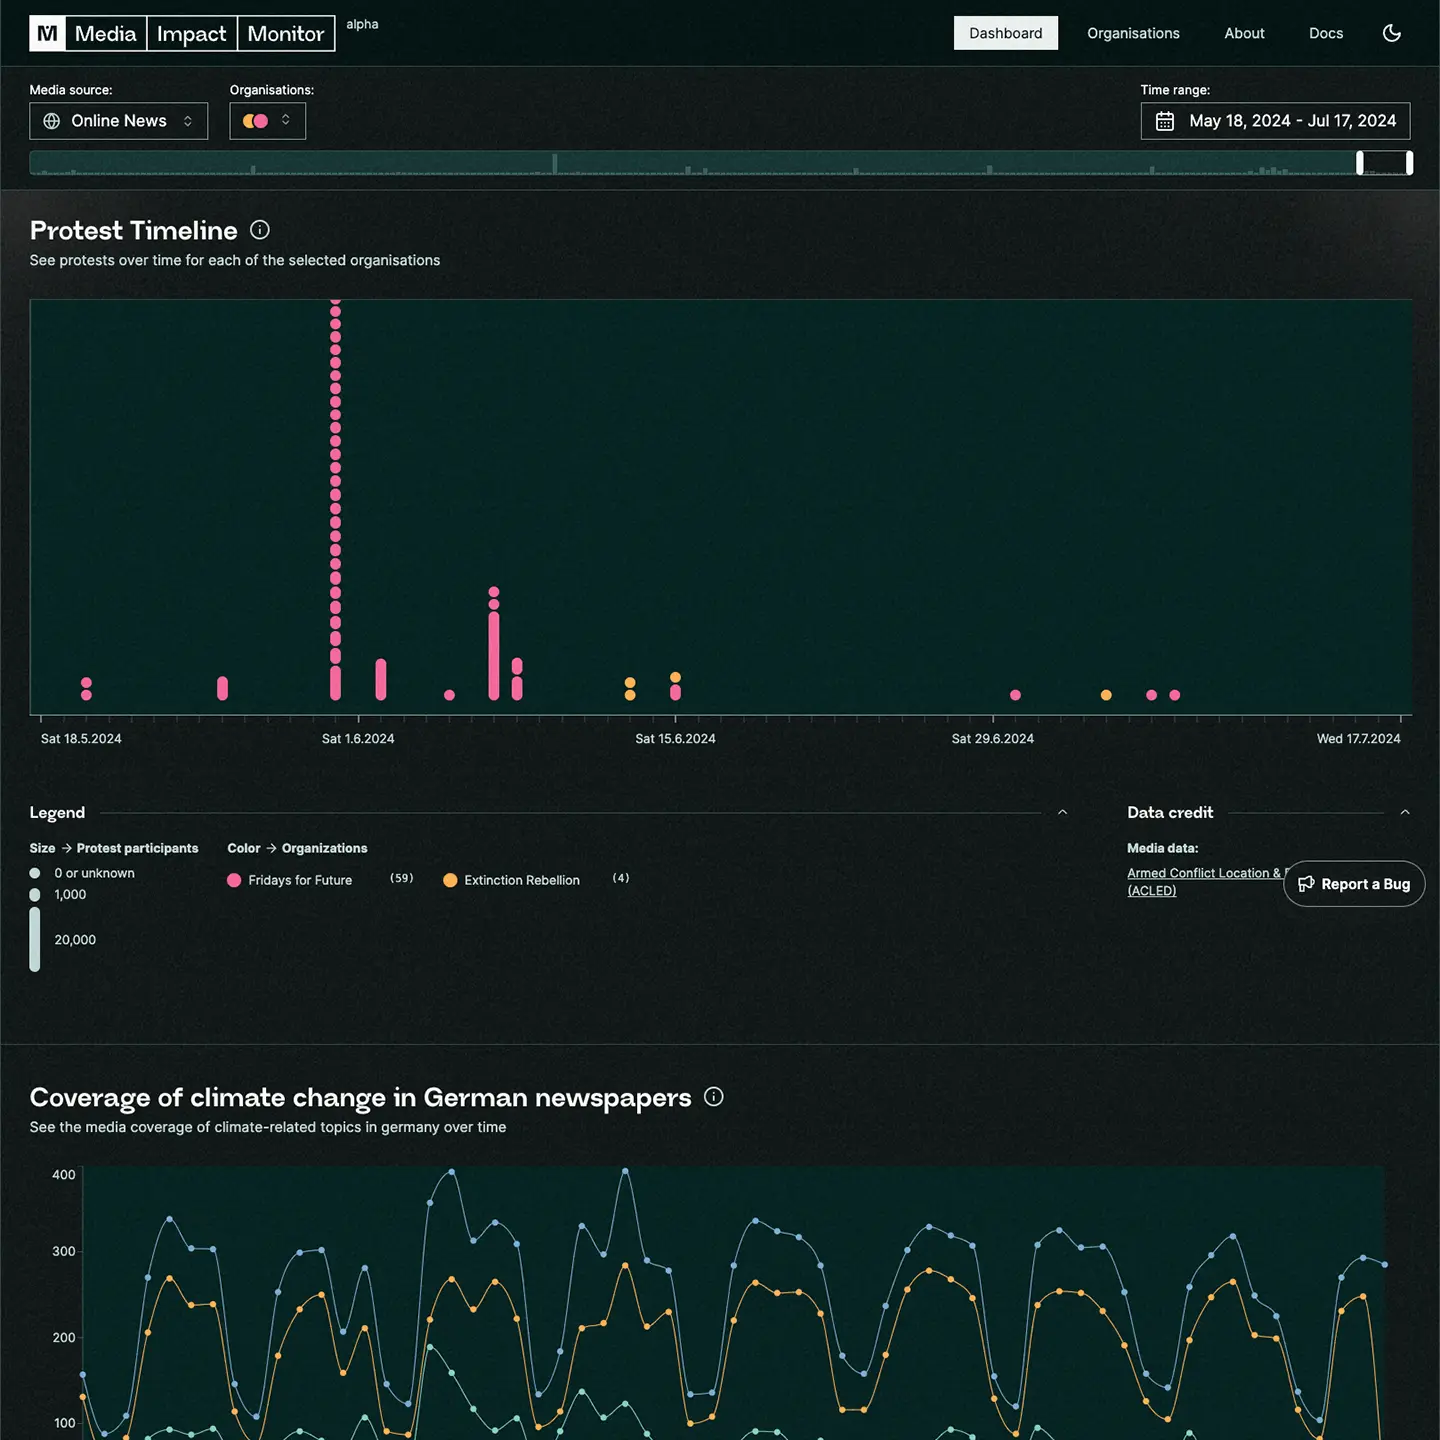 M Media Impact Monitor alpha
Dashboard Organisations About Docs
Media source: Organisations: Time range:
Online News May 18, 2024 - Jul 17, 2024
Protest Timeline
See protests over time for each of the selected organisations
Sat 18.5.2024 Sat 1.6.2024 Sat 15.6.2024 Sat 29.6.2024 Wed 17.7.2024
Legend
Size → Protest participants
0 or unknown
1,000
20,000
Color → Organizations
Fridays for Future (59) Extinction Rebellion (4)
Data credit
Media data:
Armed Conflict Location &
(ACLED)
Report a Bug
Coverage of climate change in German newspapers
See the media coverage of climate-related topics in germany over time
400
300
200
100